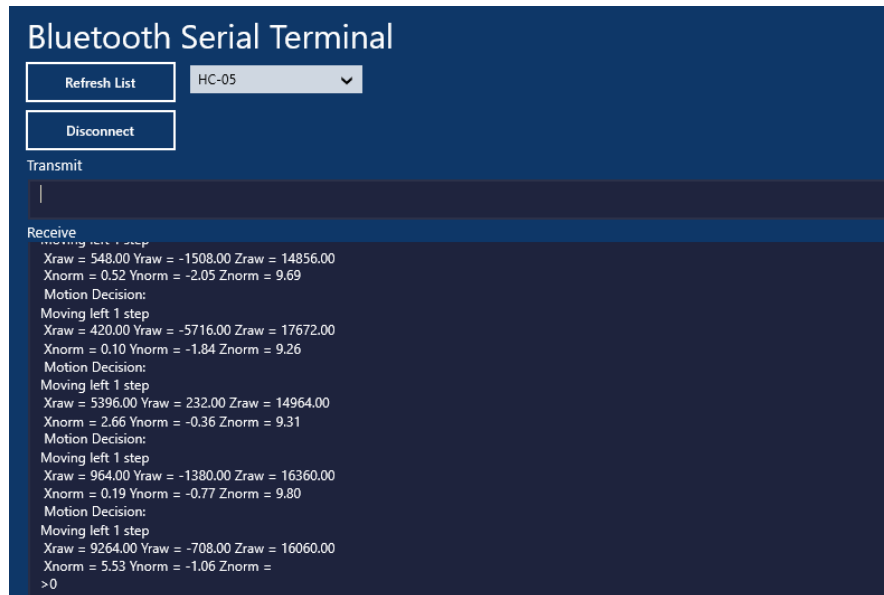 Bluetooth Serial Terminal
Refresh List
HC-05
Disconnect
Transmit
Receive
Moving left 1 step
Xraw = 548.00 Yraw = -1508.00 Zraw = 14856.00
Xnorm = 0.52 Ynorm = -2.05 Znorm = 9.69
Motion Decision:
Moving left 1 step
Xraw = 420.00 Yraw = -5716.00 Zraw = 17672.00
Xnorm = 0.10 Ynorm = -1.84 Znorm = 9.26
Motion Decision:
Moving left 1 step
Xraw = 5396.00 Yraw = 232.00 Zraw = 14964.00
Xnorm = 2.66 Ynorm = -0.36 Znorm = 9.31
Motion Decision:
Moving left 1 step
Xraw = 964.00 Yraw = -1380.00 Zraw = 16360.00
Xnorm = 0.19 Ynorm = -0.77 Znorm = 9.80
Motion Decision:
Moving left 1 step
Xraw = 9264.00 Yraw = -708.00 Zraw = 16060.00
Xnorm = 5.53 Ynorm = -1.06 Znorm =
>0